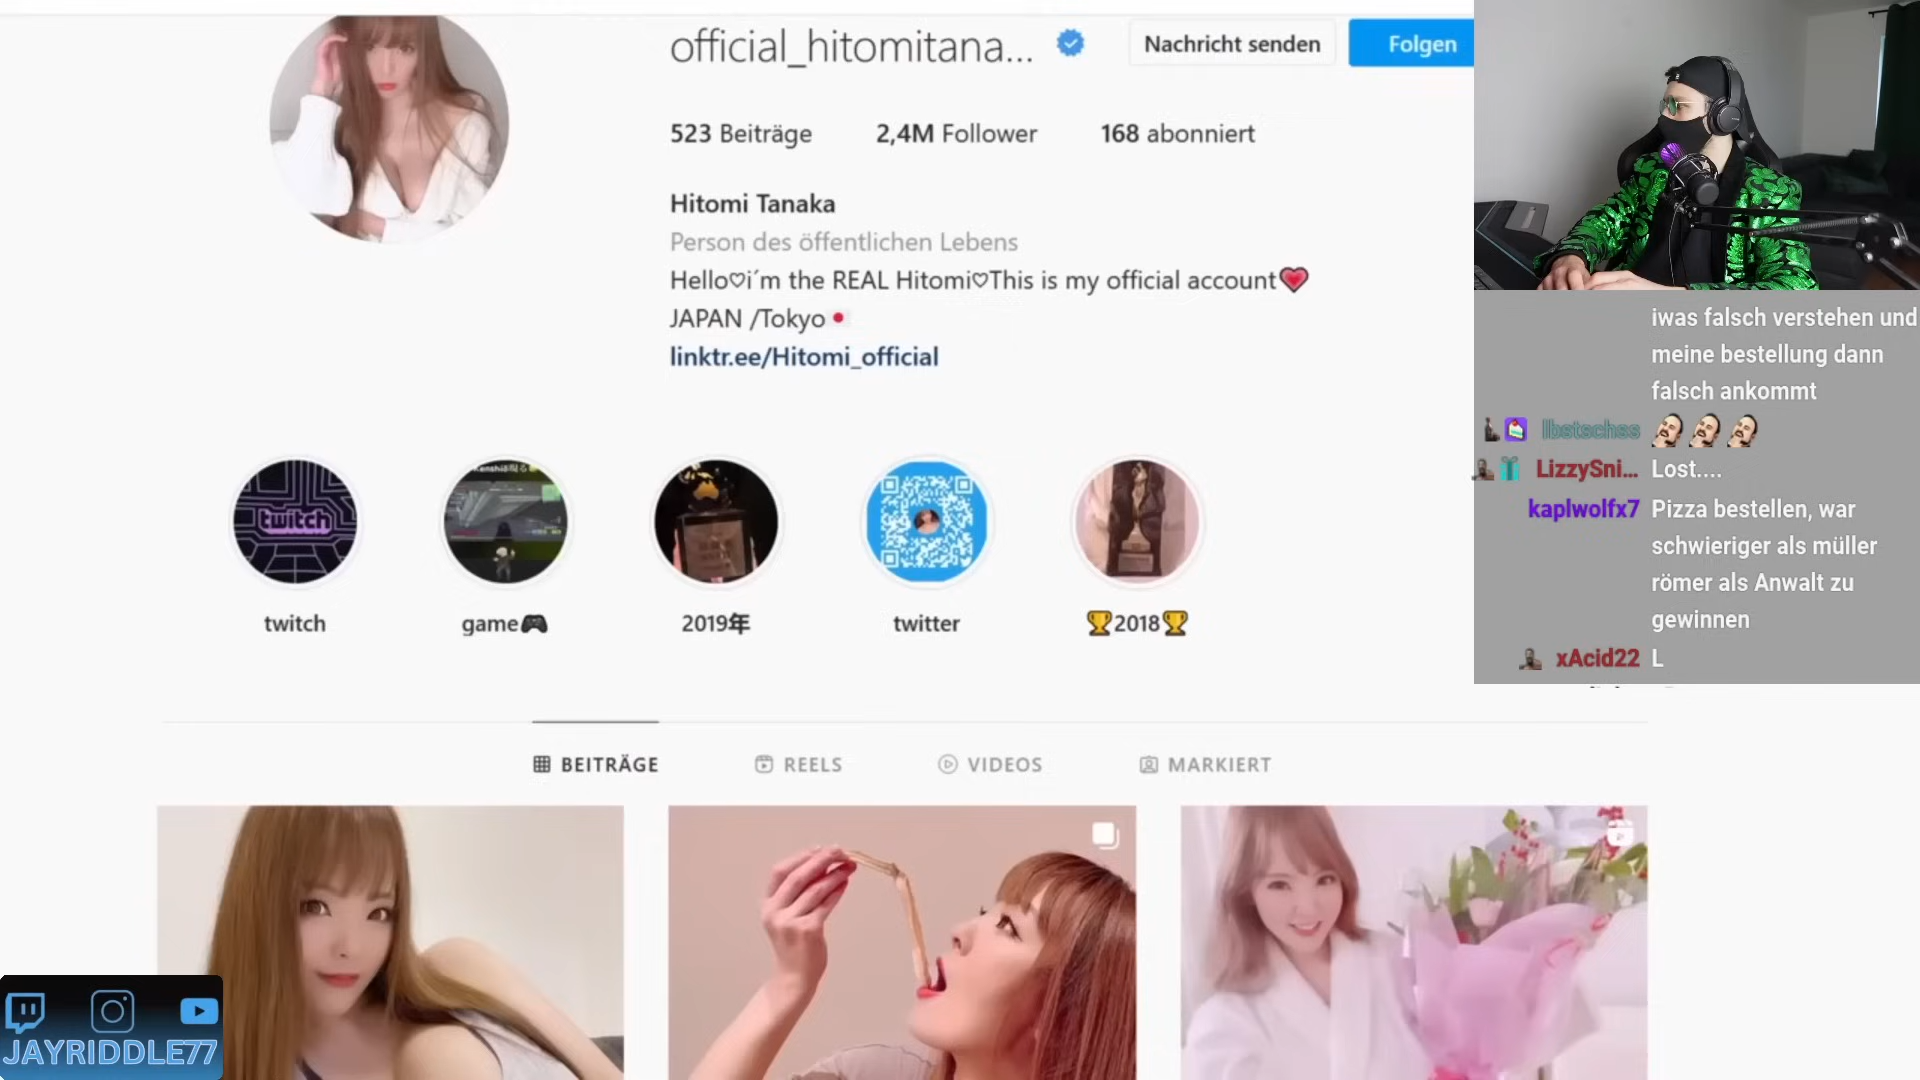 official_hitomitana...
Nachricht senden
Folgen
523 Beiträge
2,4M Follower
168 abonniert
Hitomi Tanaka
Person des öffentlichen Lebens
Hello♡i´m the REAL Hitomi♡This is my official account💗
JAPAN /Tokyo🇯🇵
linktr.ee/Hitomi_official
twitch
twitch
game🎮
2019年
twitter
🏆2018🏆
BEITRÄGE
REELS
VIDEOS
MARKIERT
iwas falsch verstehen und
meine bestellung dann
falsch ankommt
LizzySni... Lost....
kaplwolfx7 Pizza bestellen, war
schwieriger als müller
römer als Anwalt zu
gewinnen
xAcid22 L
JAYRIDDLE77